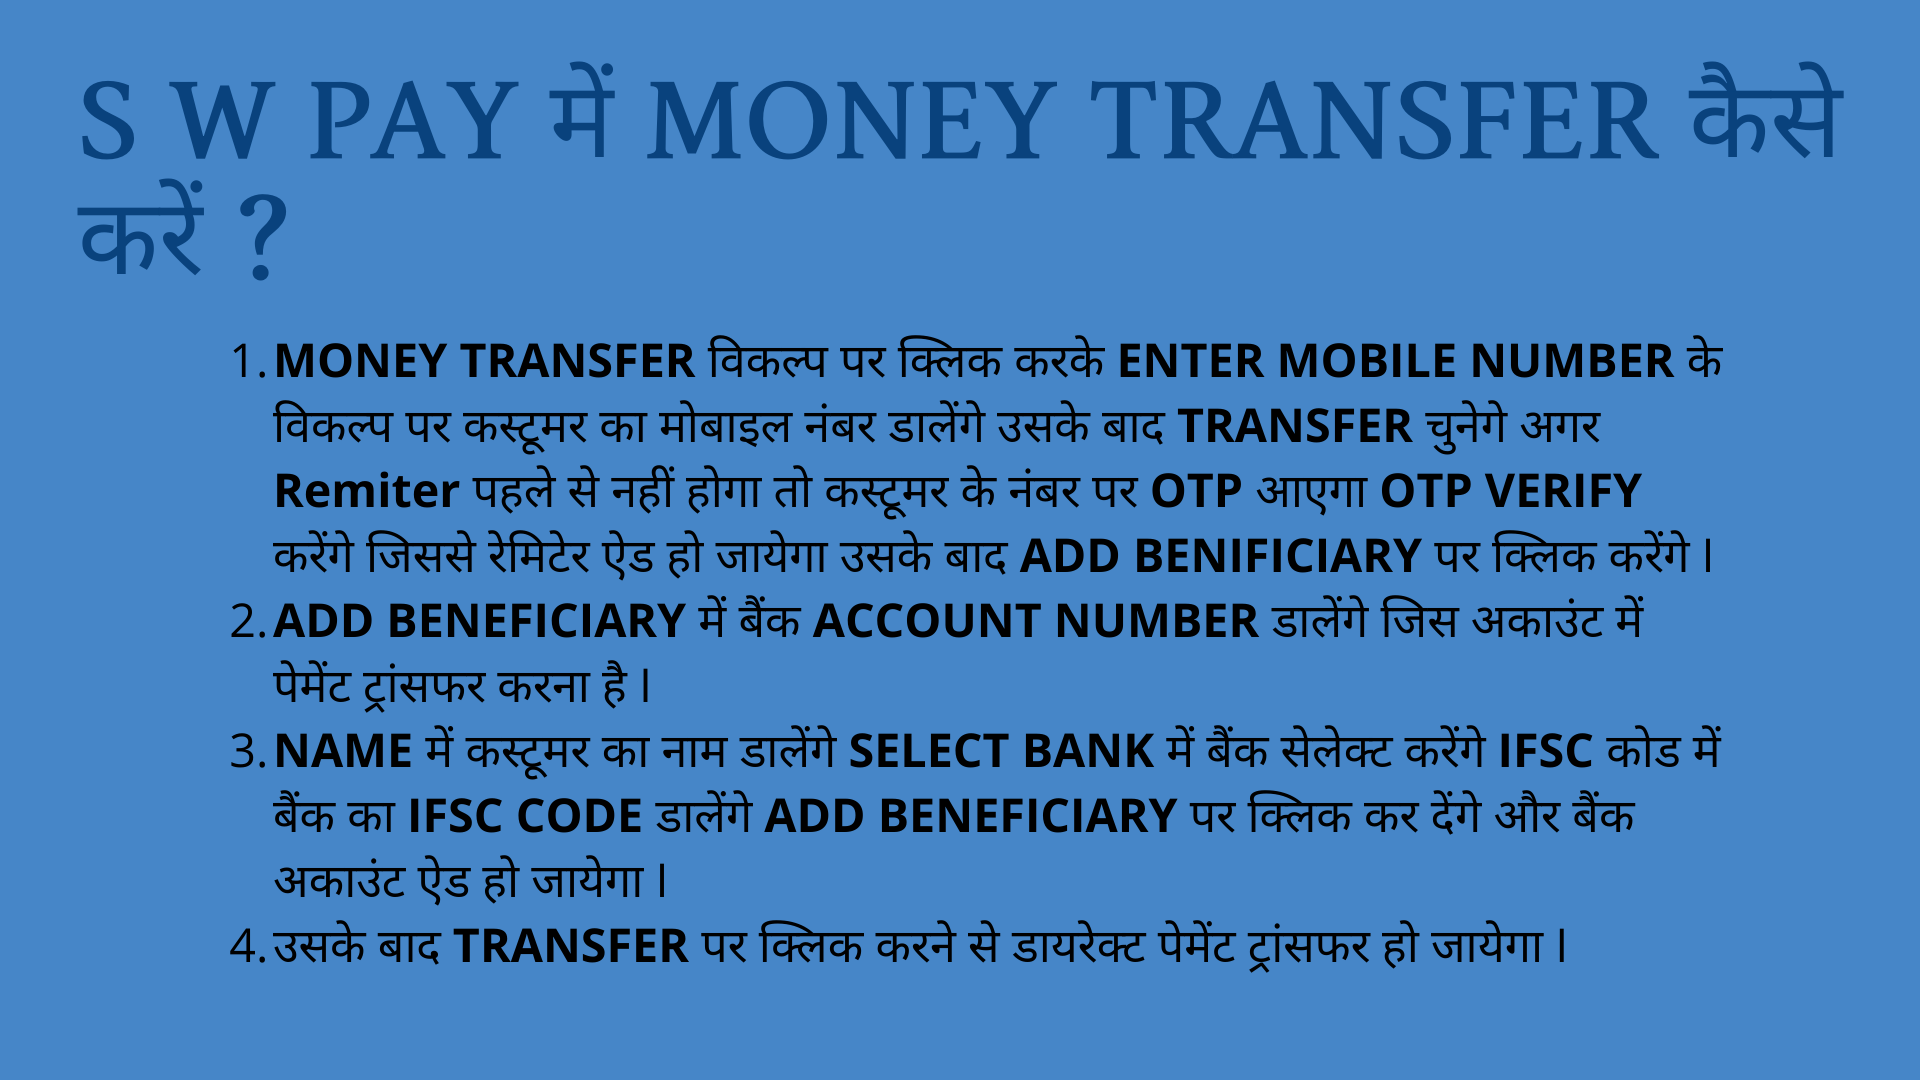 S W PAY में MONEY TRANSFER कैसे
करें ?
1. MONEY TRANSFER विकल्प पर क्लिक करके ENTER MOBILE NUMBER के
विकल्प पर कस्टूमर का मोबाइल नंबर डालेंगे उसके बाद TRANSFER चुनेगे अगर
Remiter पहले से नहीं होगा तो कस्टूमर के नंबर पर OTP आएगा OTP VERIFY
करेंगे जिससे रेमिटेर ऐड हो जायेगा उसके बाद ADD BENIFICIARY पर क्लिक करेंगे l
2. ADD BENEFICIARY में बैंक ACCOUNT NUMBER डालेंगे जिस अकाउंट में
पेमेंट ट्रांसफर करना है l
3. NAME में कस्टूमर का नाम डालेंगे SELECT BANK में बैंक सेलेक्ट करेंगे IFSC कोड में
बैंक का IFSC CODE डालेंगे ADD BENEFICIARY पर क्लिक कर देंगे और बैंक
अकाउंट ऐड हो जायेगा l
4. उसके बाद TRANSFER पर क्लिक करने से डायरेक्ट पेमेंट ट्रांसफर हो जायेगा l